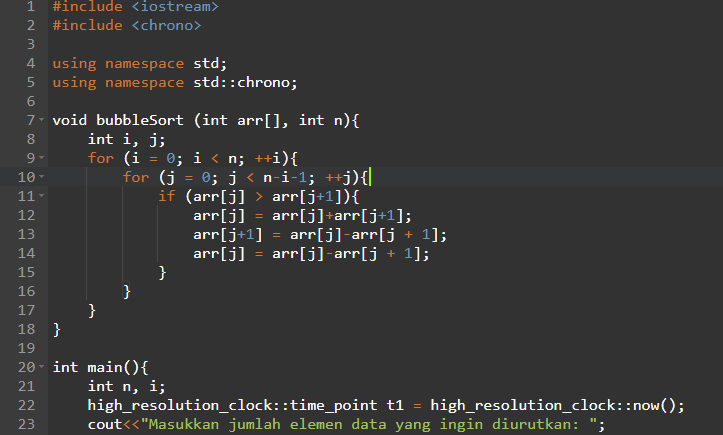 1 #include <iostream>
2 #include <chrono>
3
4 using namespace std;
5 using namespace std::chrono;
6
7 void bubbleSort (int arr[], int n){
8     int i, j;
9     for (i = 0; i < n; ++i){
10         for (j = 0; j < n-i-1; ++j){
11             if (arr[j] > arr[j+1]){
12                 arr[j] = arr[j]+arr[j+1];
13                 arr[j+1] = arr[j]-arr[j + 1];
14                 arr[j] = arr[j]-arr[j + 1];
15             }
16         }
17     }
18 }
19
20 int main(){
21     int n, i;
22     high_resolution_clock::time_point t1 = high_resolution_clock::now();
23     cout<<"Masukkan jumlah elemen data yang ingin diurutkan: ";